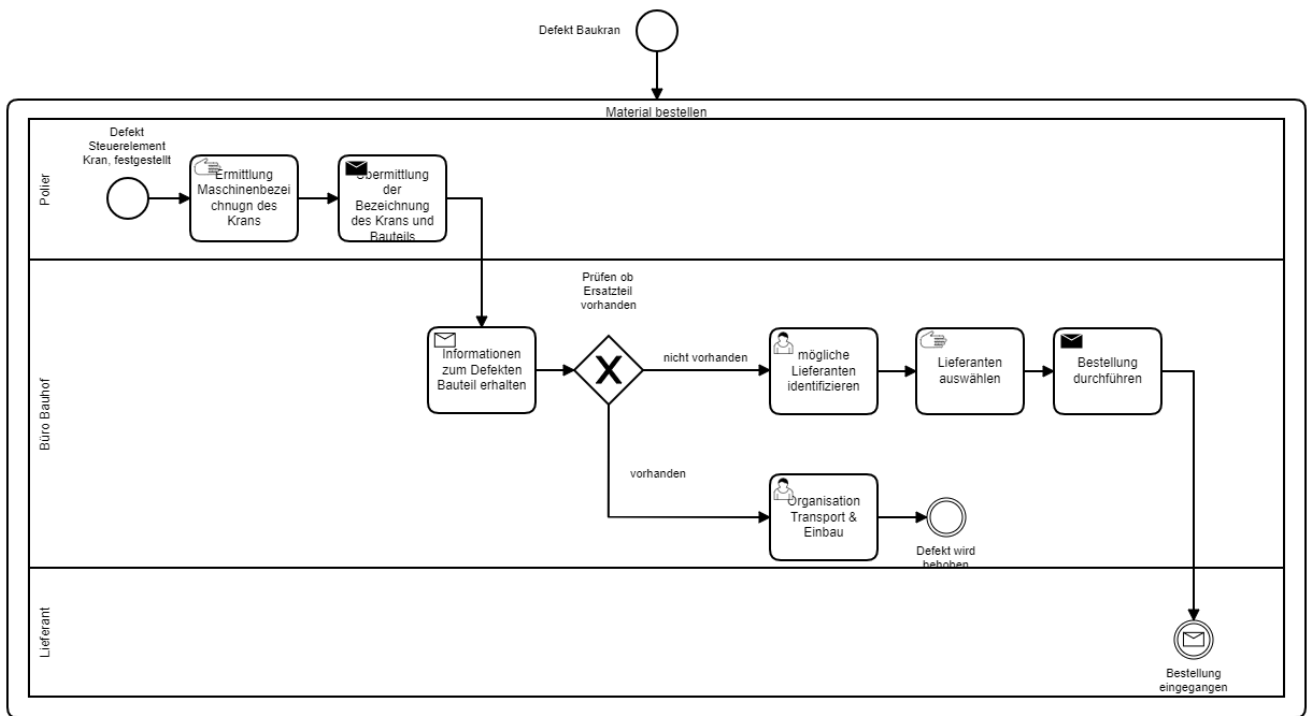 Defekt Baukran
Material bestellen
Polier
Defekt
Steuerelement
Kran, festgestellt
Ermittlung
Maschinenbezei
chnugn des
Krans
Übermittlung
der
Bezeichnung
des Krans und
Bauteils
Büro Bauhof
Informationen
zum Defekten
Bauteil erhalten
Prüfen ob
Ersatzteil
vorhanden
nicht vorhanden
mögliche
Lieferanten
identifizieren
Lieferanten
auswählen
Bestellung
durchführen
vorhanden
Organisation
Transport &
Einbau
Defekt wird
behoben
Lieferant
Bestellung
eingegangen